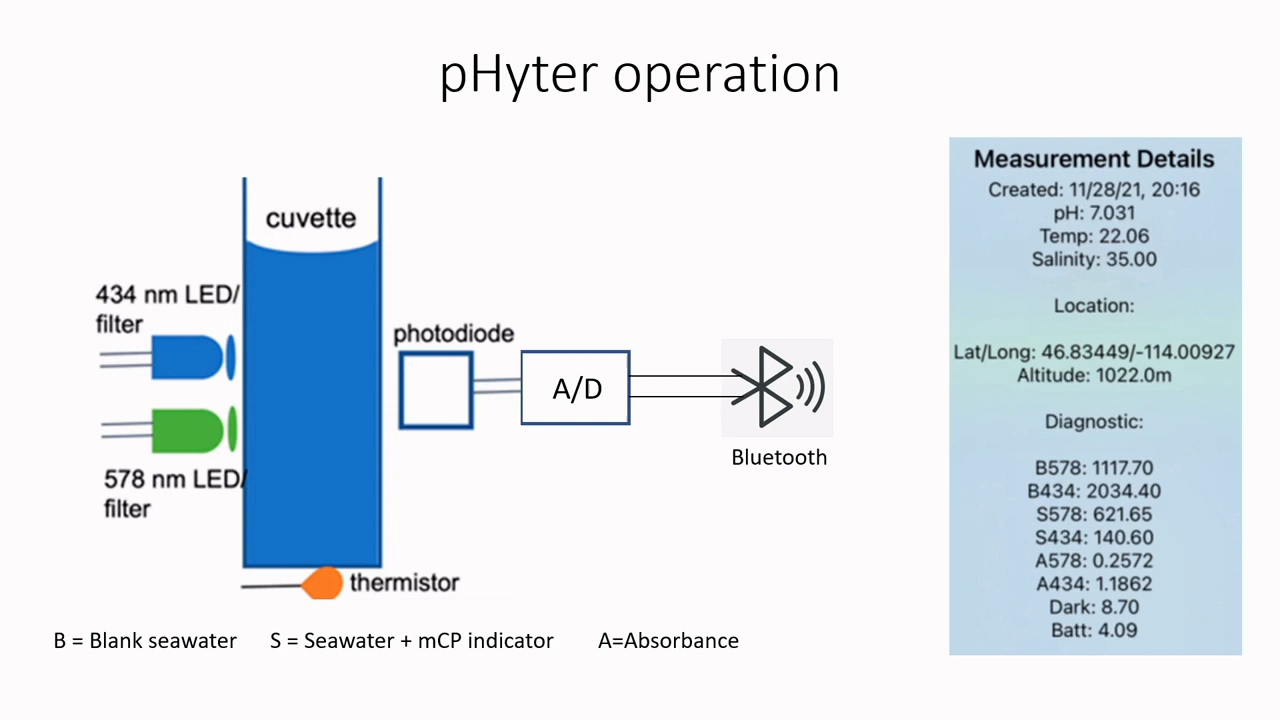 pHyter operation
cuvette
434 nm LED/
filter
photodiode
A/D
Bluetooth
578 nm LED/
filter
thermistor
B = Blank seawater S = Seawater + mCP indicator A=Absorbance
Measurement Details
Created: 11/28/21, 20:16
pH: 7.031
Temp: 22.06
Salinity: 35.00
Location:
Lat/Long: 46.83449/-114.00927
Altitude: 1022.0m
Diagnostic:
B578: 1117.70
B434: 2034.40
S578: 621.65
S434: 140.60
A578: 0.2572
A434: 1.1862
Dark: 8.70
Batt: 4.09